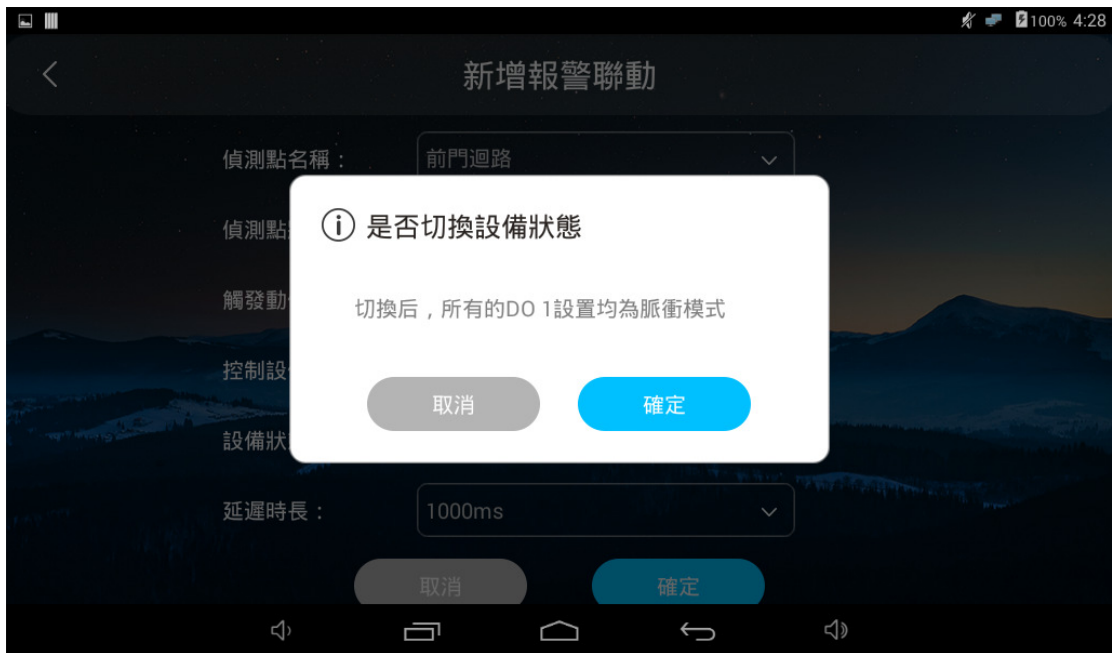 100% 4:28
新增報警聯動
偵測點名稱：
前門迴路
偵測點
是否切換設備狀態
觸發動
切換后，所有的DO 1設置均為脈衝模式
控制設
取消
確定
設備狀
延遲時長：
1000ms
取消
確定